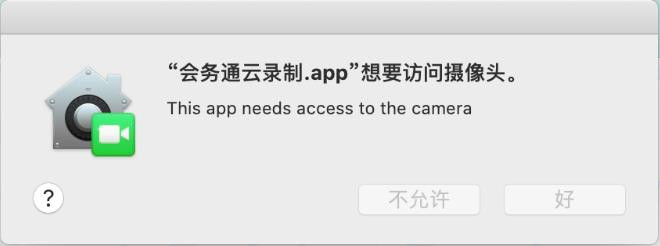 “会务通云录制.app”想要访问摄像头。
This app needs access to the camera
?
不允许
好